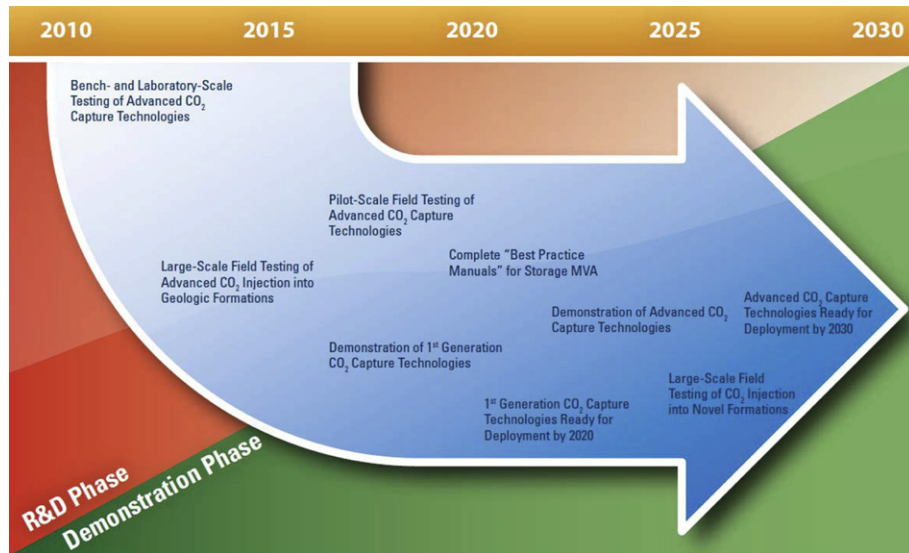 2010 2015 2020 2025 2030
Bench- and Laboratory-Scale
Testing of Advanced CO₂
Capture Technologies
Pilot-Scale Field Testing of
Advanced CO₂ Capture
Technologies
Large-Scale Field Testing of
Advanced CO₂ Injection into
Geologic Formations
Complete “Best Practice
Manuals” for Storage MVA
Demonstration of Advanced CO₂
Capture Technologies
Advanced CO₂ Capture
Technologies Ready for
Deployment by 2030
Demonstration of 1st Generation
CO₂ Capture Technologies
1st Generation CO₂ Capture
Technologies Ready for
Deployment by 2020
Large-Scale Field
Testing of CO₂ Injection
into Novel Formations
R&D Phase
Demonstration Phase